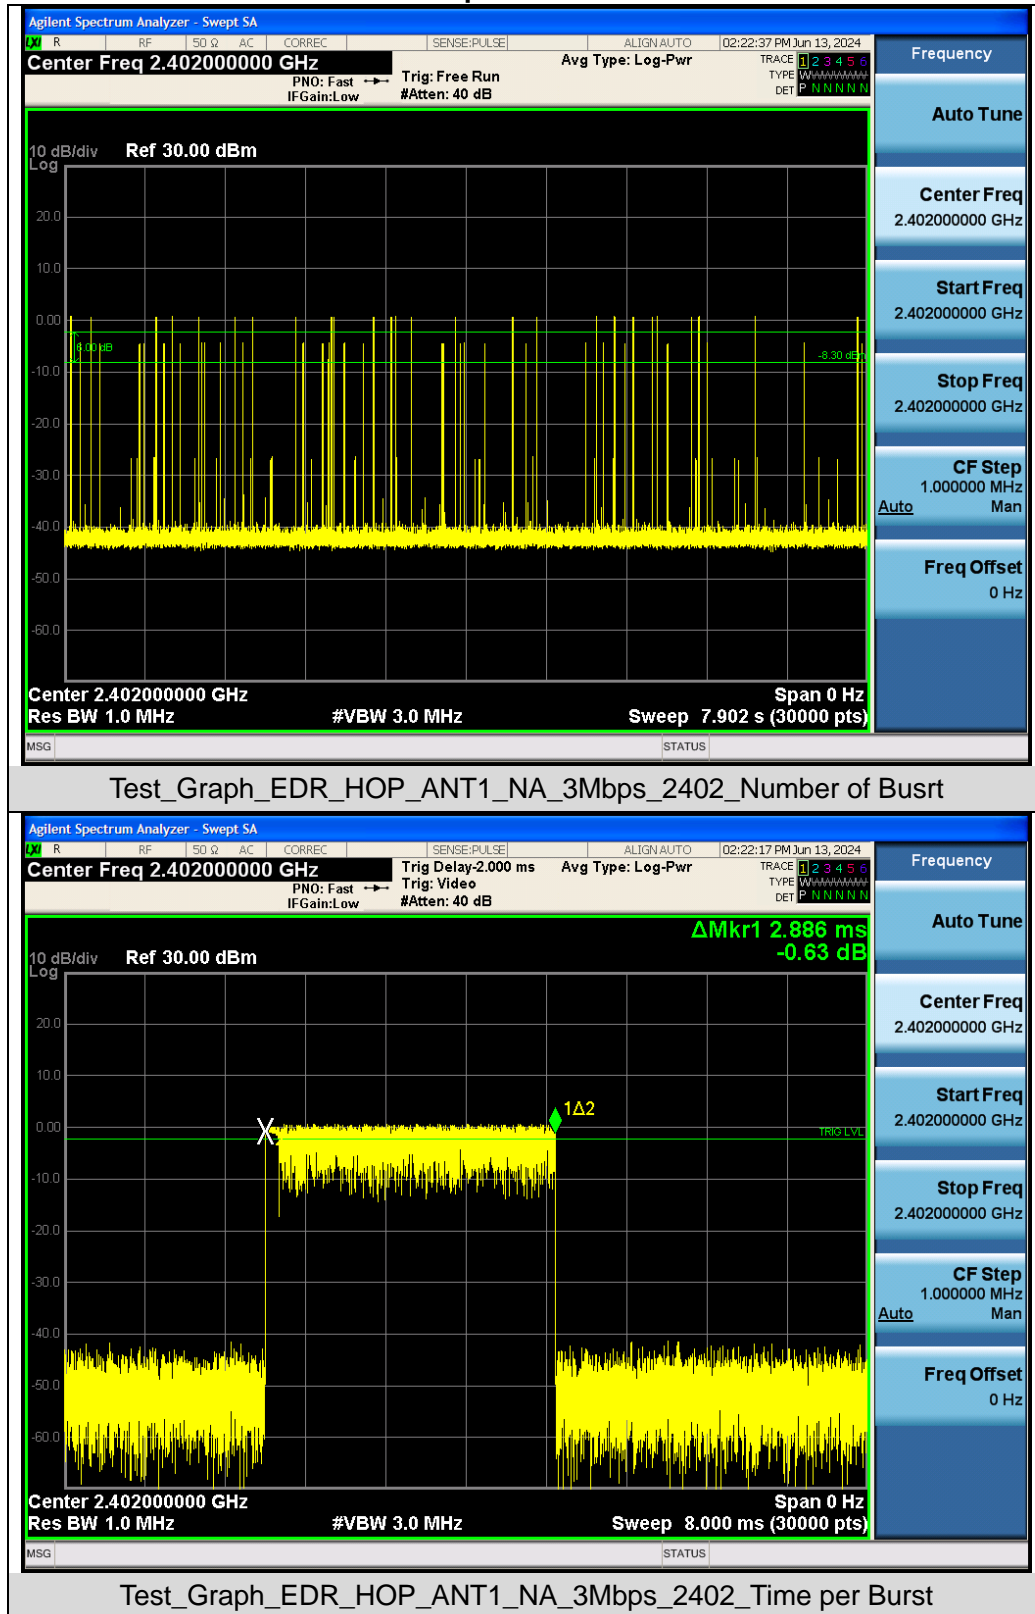 Agilent Spectrum Analyzer - Swept SA
LXI R RF 50 Ω AC CORREC SENSE:PULSE ALIGN AUTO 02:22:37 PM Jun 13, 2024
Center Freq 2.402000000 GHz
PNO: Fast
IFGain:Low
Trig: Free Run
#Atten: 40 dB
Avg Type: Log-Pwr
TRACE 1 2 3 4 5 6
TYPE WWWWWW
DET P N N N N N
10 dB/div Ref 30.00 dBm
Log
20.0
10.0
0.00
6.00 dB
-8.30 dBm
-10.0
-20.0
-30.0
-40.0
-50.0
-60.0
Center 2.402000000 GHz Span 0 Hz
Res BW 1.0 MHz #VBW 3.0 MHz Sweep 7.902 s (30000 pts)
MSG STATUS
Frequency
Auto Tune
Center Freq
2.402000000 GHz
Start Freq
2.402000000 GHz
Stop Freq
2.402000000 GHz
CF Step
1.000000 MHz
Auto Man
Freq Offset
0 Hz
Test_Graph_EDR_HOP_ANT1_NA_3Mbps_2402_Number of Busrt
Agilent Spectrum Analyzer - Swept SA
LXI R RF 50 Ω AC CORREC SENSE:PULSE ALIGN AUTO 02:22:17 PM Jun 13, 2024
Center Freq 2.402000000 GHz
PNO: Fast
IFGain:Low
Trig Delay-2.000 ms
Trig: Video
#Atten: 40 dB
Avg Type: Log-Pwr
TRACE 1 2 3 4 5 6
TYPE WWWWWW
DET P N N N N N
ΔMkr1 2.886 ms
-0.63 dB
10 dB/div Ref 30.00 dBm
Log
20.0
10.0
1Δ2
0.00
TRIG LVL
-10.0
-20.0
-30.0
-40.0
-50.0
-60.0
Center 2.402000000 GHz Span 0 Hz
Res BW 1.0 MHz #VBW 3.0 MHz Sweep 8.000 ms (30000 pts)
MSG STATUS
Frequency
Auto Tune
Center Freq
2.402000000 GHz
Start Freq
2.402000000 GHz
Stop Freq
2.402000000 GHz
CF Step
1.000000 MHz
Auto Man
Freq Offset
0 Hz
Test_Graph_EDR_HOP_ANT1_NA_3Mbps_2402_Time per Burst